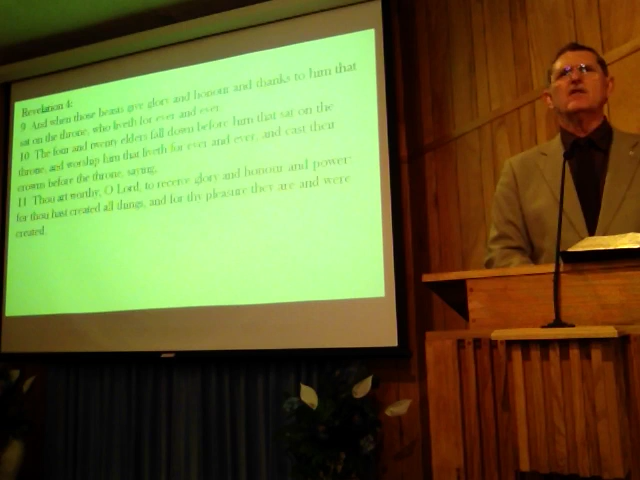 Revelation 4:
9 And when those beasts give glory and honour and thanks to him that
sat on the throne, who liveth for ever and ever.
10 The four and twenty elders fall down before him that sat on the
throne, and worship him that liveth for ever and ever, and cast their
crowns before the throne, saying,
11 Thou art worthy, O Lord, to receive glory and honour and power:
for thou hast created all things, and for thy pleasure they are and were
created.